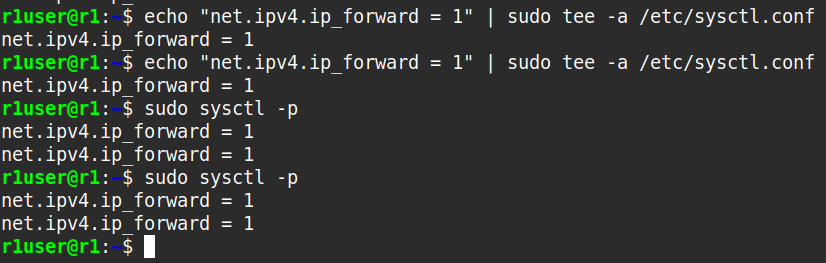 r1user@r1:~$ echo "net.ipv4.ip_forward = 1" | sudo tee -a /etc/sysctl.conf
net.ipv4.ip_forward = 1
r1user@r1:~$ echo "net.ipv4.ip_forward = 1" | sudo tee -a /etc/sysctl.conf
net.ipv4.ip_forward = 1
r1user@r1:~$ sudo sysctl -p
net.ipv4.ip_forward = 1
net.ipv4.ip_forward = 1
r1user@r1:~$ sudo sysctl -p
net.ipv4.ip_forward = 1
net.ipv4.ip_forward = 1
r1user@r1:~$